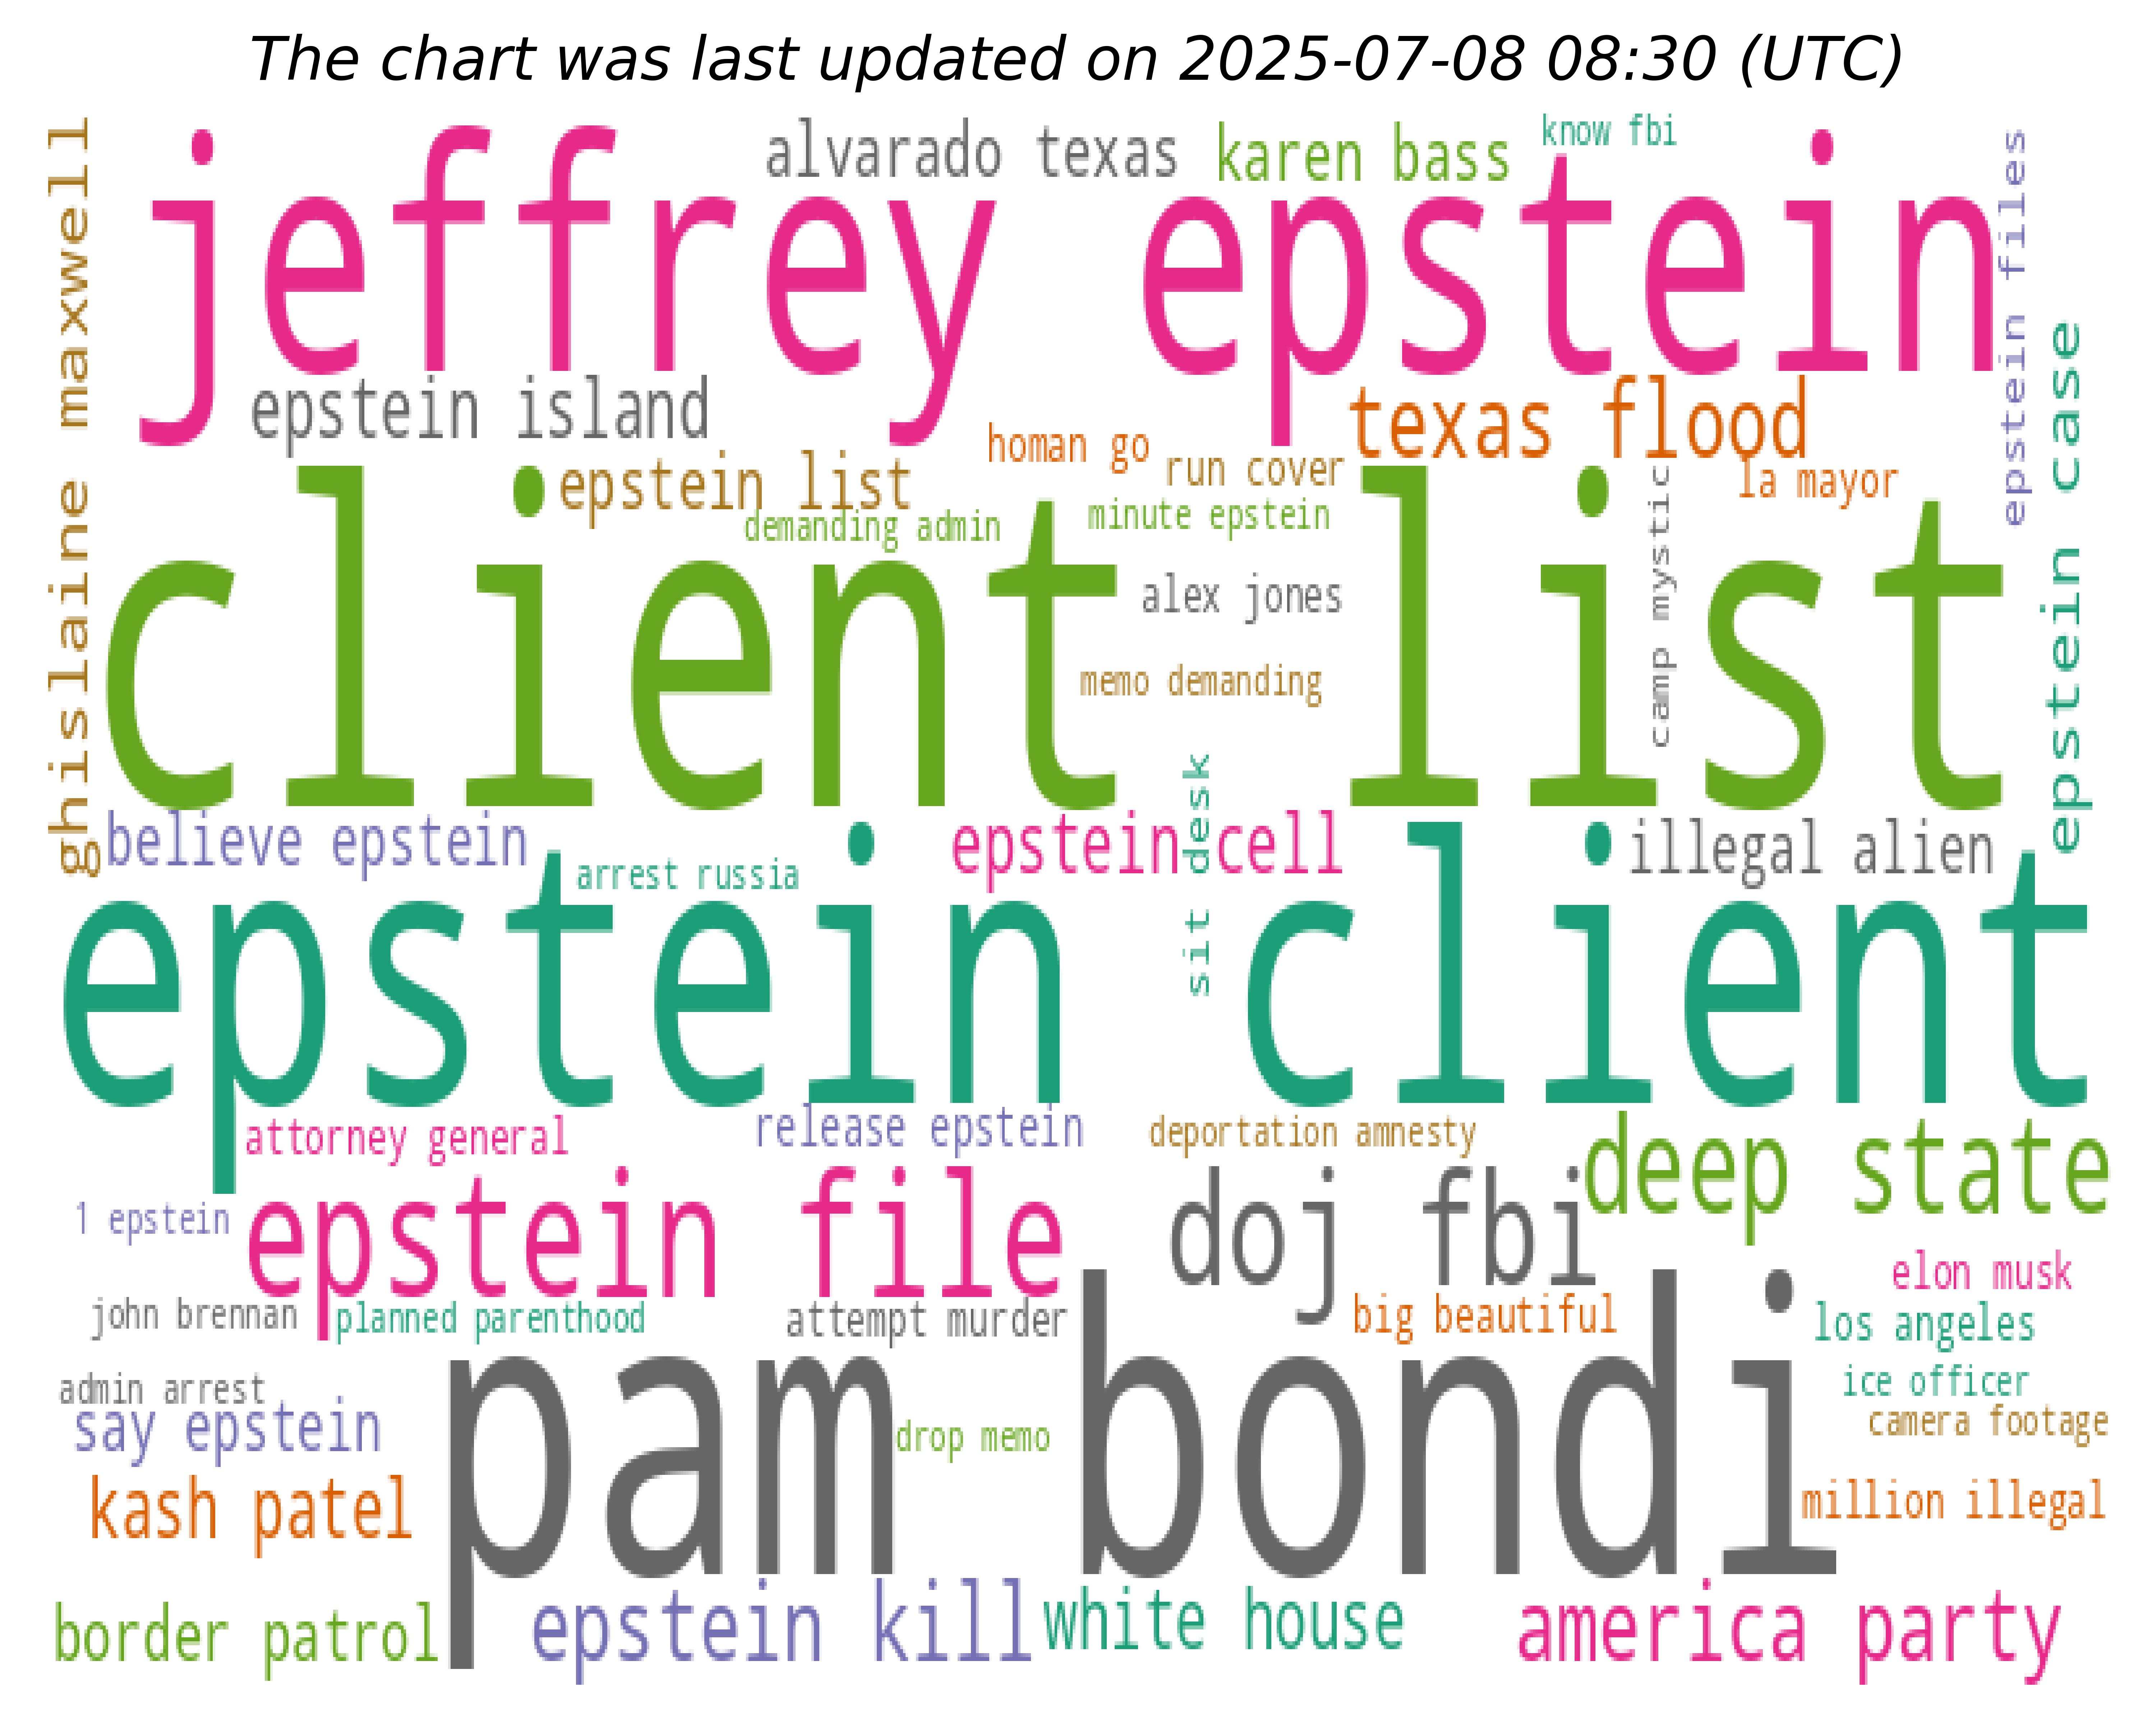 The chart was last updated on 2025-07-08 08:30 (UTC)
ghislaine maxwell
jeffrey epstein
alvarado texas
karen bass
know fbi
epstein files
epstein case
epstein island
texas flood
homan go
run cover
la mayor
epstein list
demanding admin
minute epstein
client list
alex jones
camp mystic
memo demanding
sit desk
believe epstein
arrest russia
epstein cell
illegal alien
epstein client
attorney general
release epstein
deportation amnesty
deep state
1 epstein
epstein file
doj fbi
elon musk
john brennan
planned parenthood
attempt murder
big beautiful
los angeles
admin arrest
say epstein
pam bondi
drop memo
ice officer
camera footage
kash patel
million illegal
border patrol
epstein kill
white house
america party